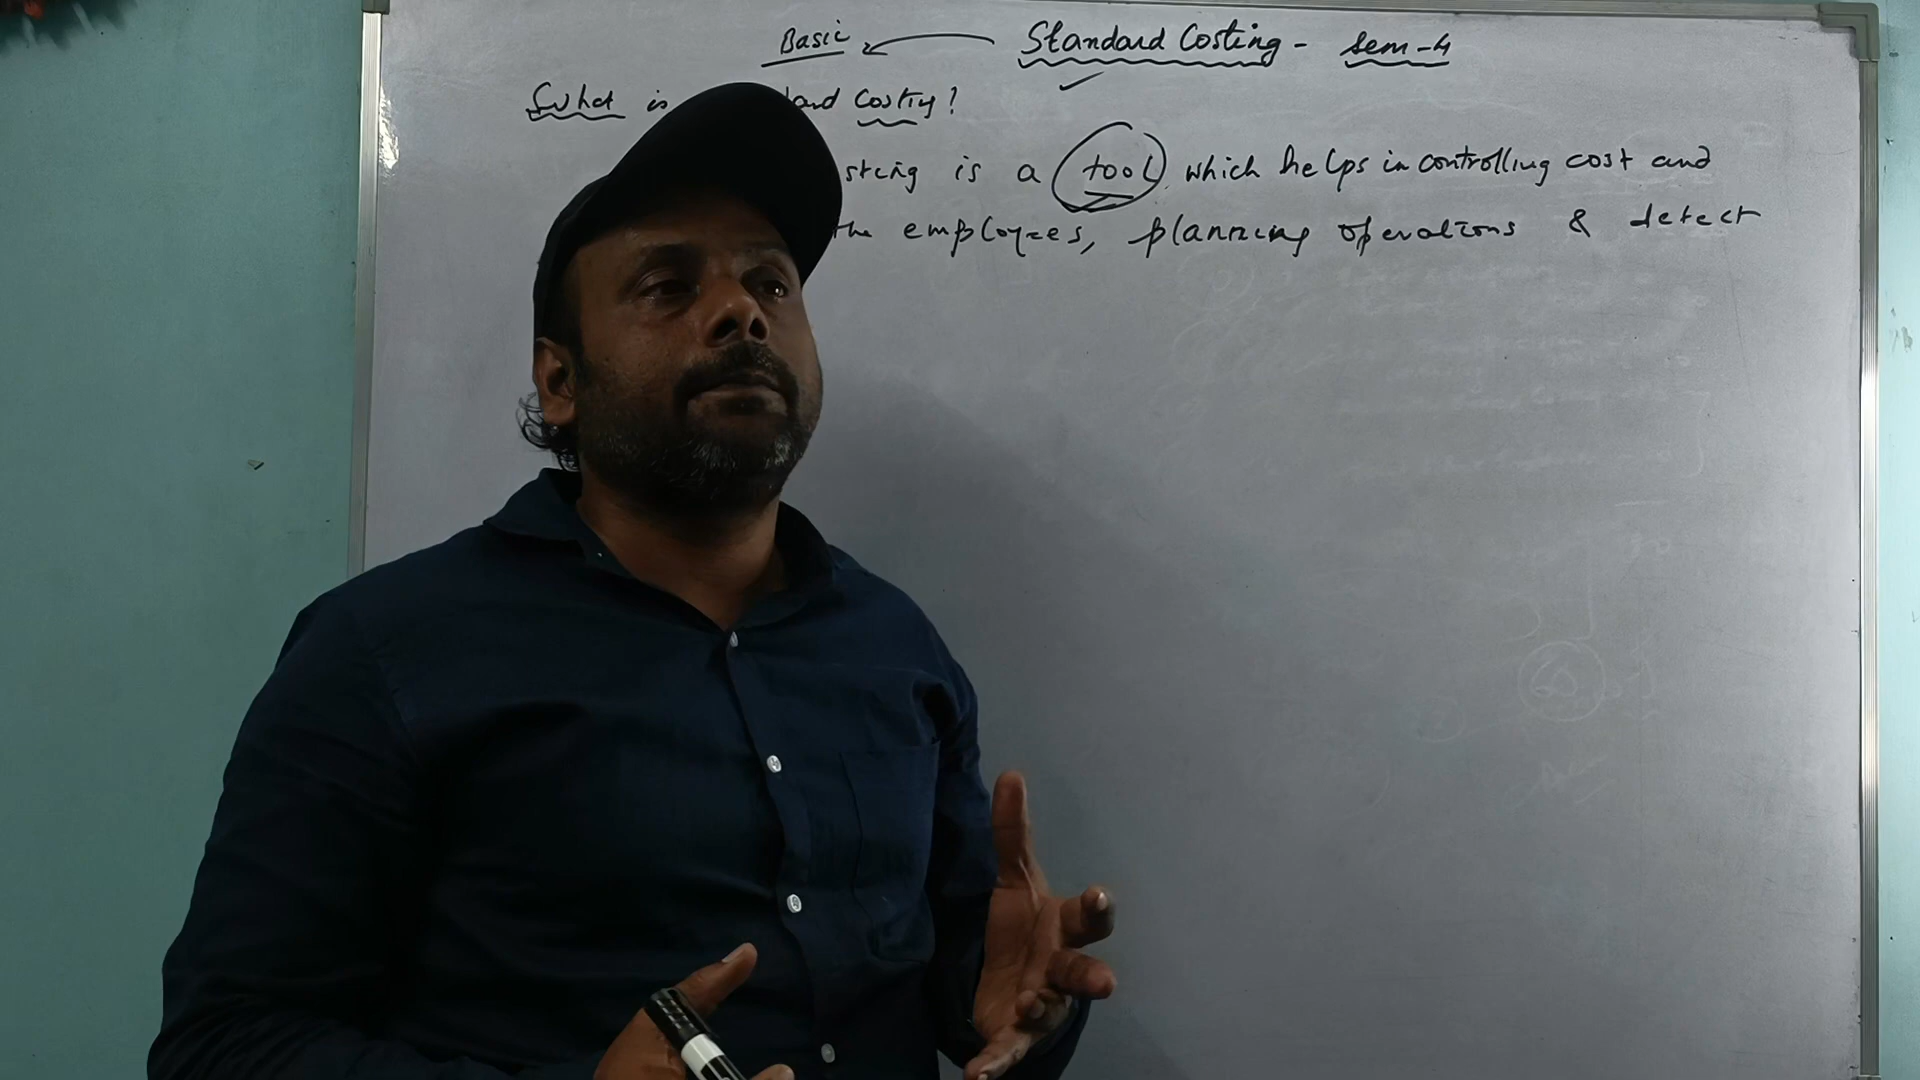 Basic Standard Costing - Sem-4
What is dard Costing?
sting is a tool which helps in controlling cost and
the employees, planning operations & detect
60